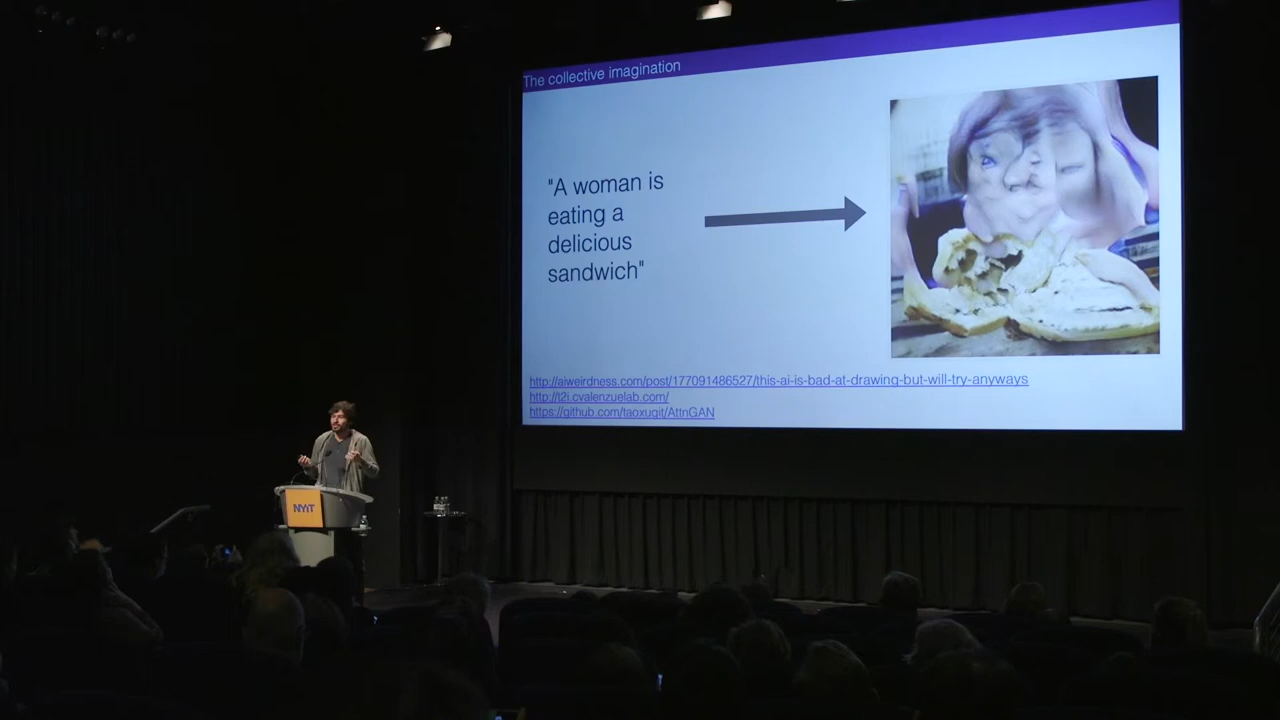 The collective imagination
"A woman is
eating a
delicious
sandwich"
http://aiweirdness.com/post/177091486527/this-ai-is-bad-at-drawing-but-will-try-anyways
http://t2i.cvalenzuelab.com/
https://github.com/taoxugit/AttnGAN
NYIT